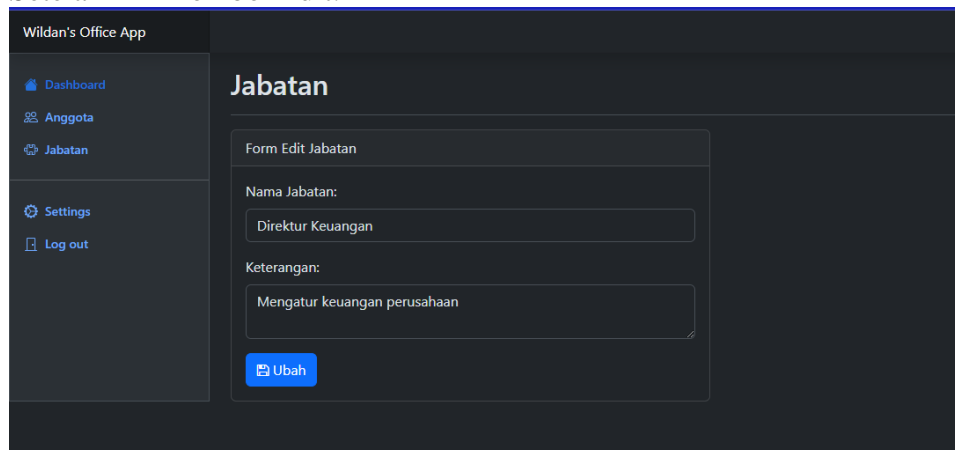 Wildan's Office App
Dashboard
Anggota
Jabatan
Settings
Log out
Jabatan
Form Edit Jabatan
Nama Jabatan:
Direktur Keuangan
Keterangan:
Mengatur keuangan perusahaan
Ubah